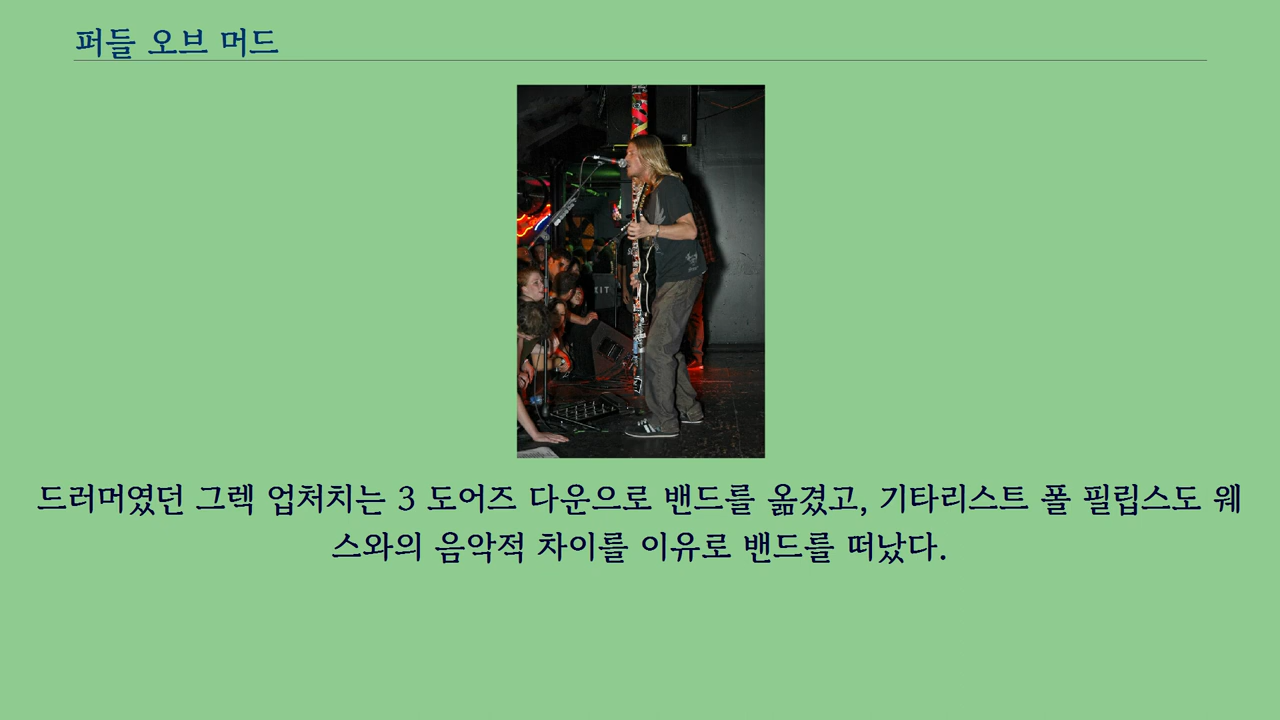 퍼들 오브 머드
드러머였던 그렉 업처치는 3 도어즈 다운으로 밴드를 옮겼고, 기타리스트 폴 필립스도 웨
스와의 음악적 차이를 이유로 밴드를 떠났다.